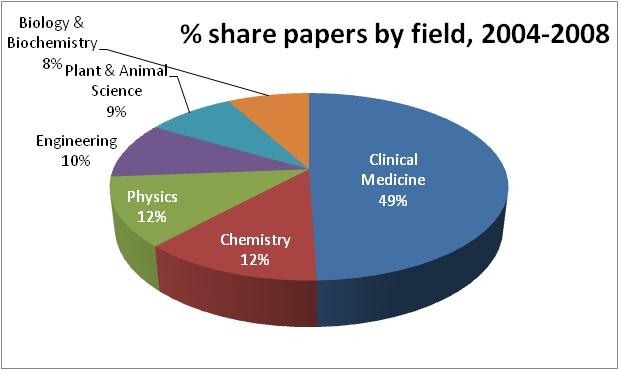 % share papers by field, 2004-2008
Biology &
Biochemistry
8%
Plant & Animal
Science
9%
Engineering
10%
Physics
12%
Chemistry
12%
Clinical
Medicine
49%